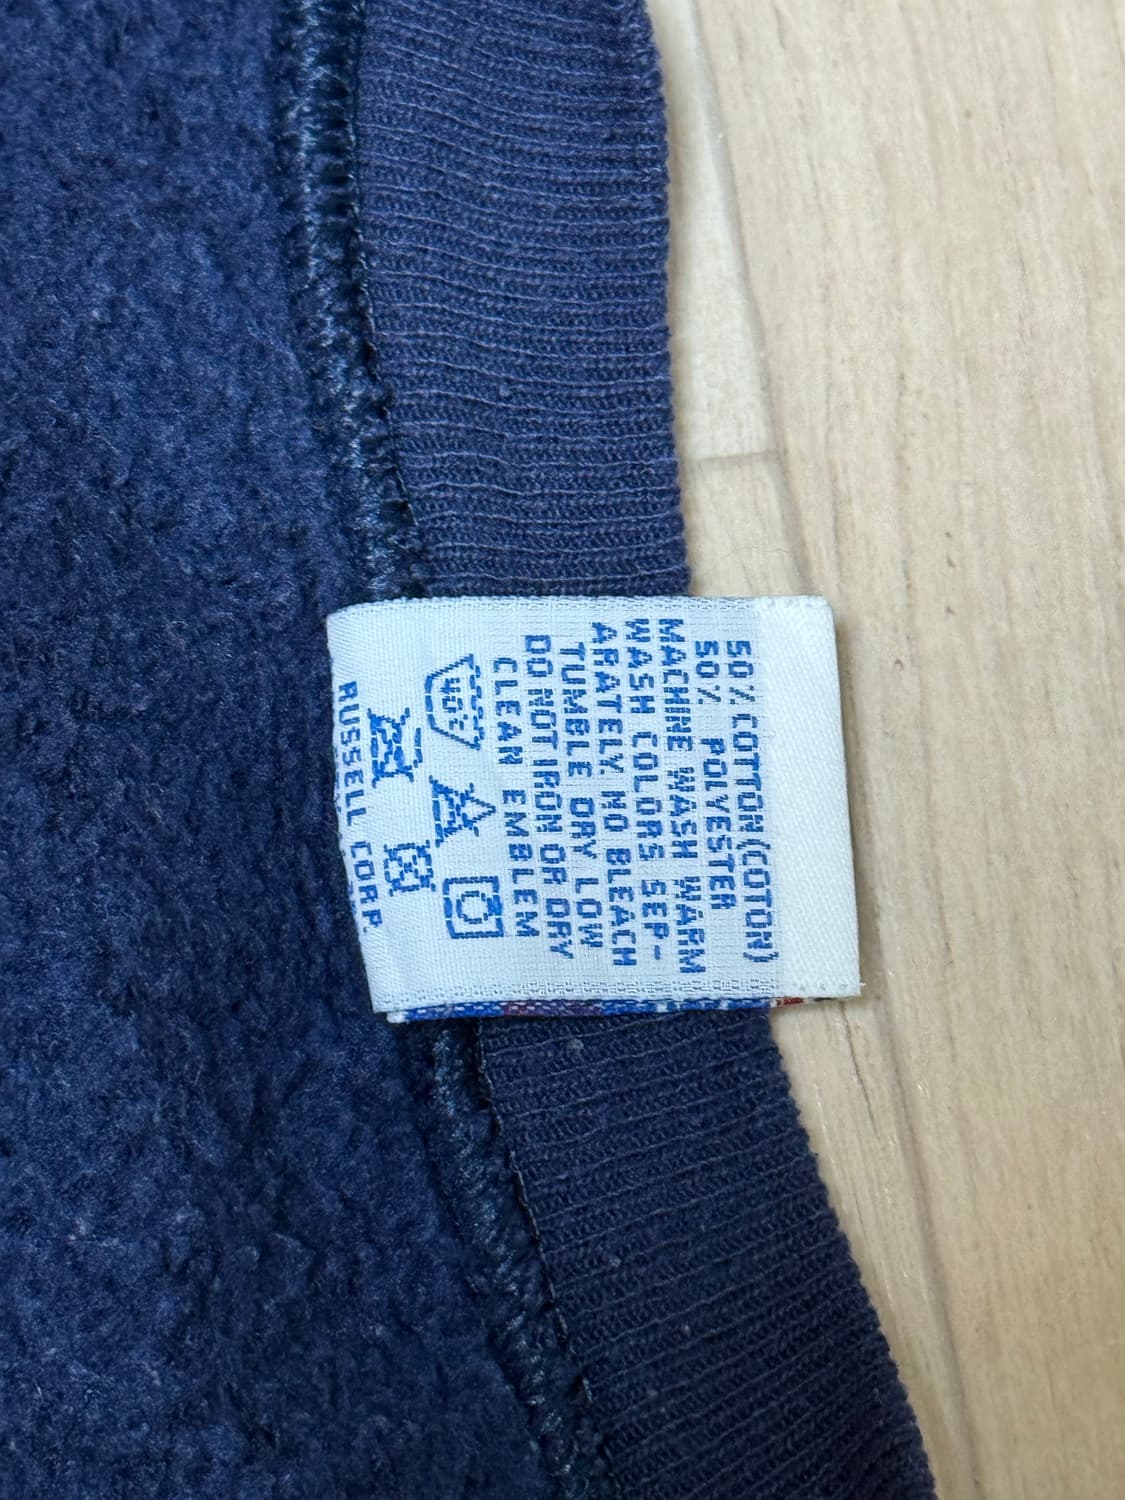 50% COTTON(COTON)
50% POLYESTER
MACHINE WASH WARM
WASH COLORS SEP-
ARATELY. NO BLEACH
TUMBLE DRY LOW
DO NOT IRON OR DRY
CLEAN EMBLEM
40°
RUSSELL CORP.